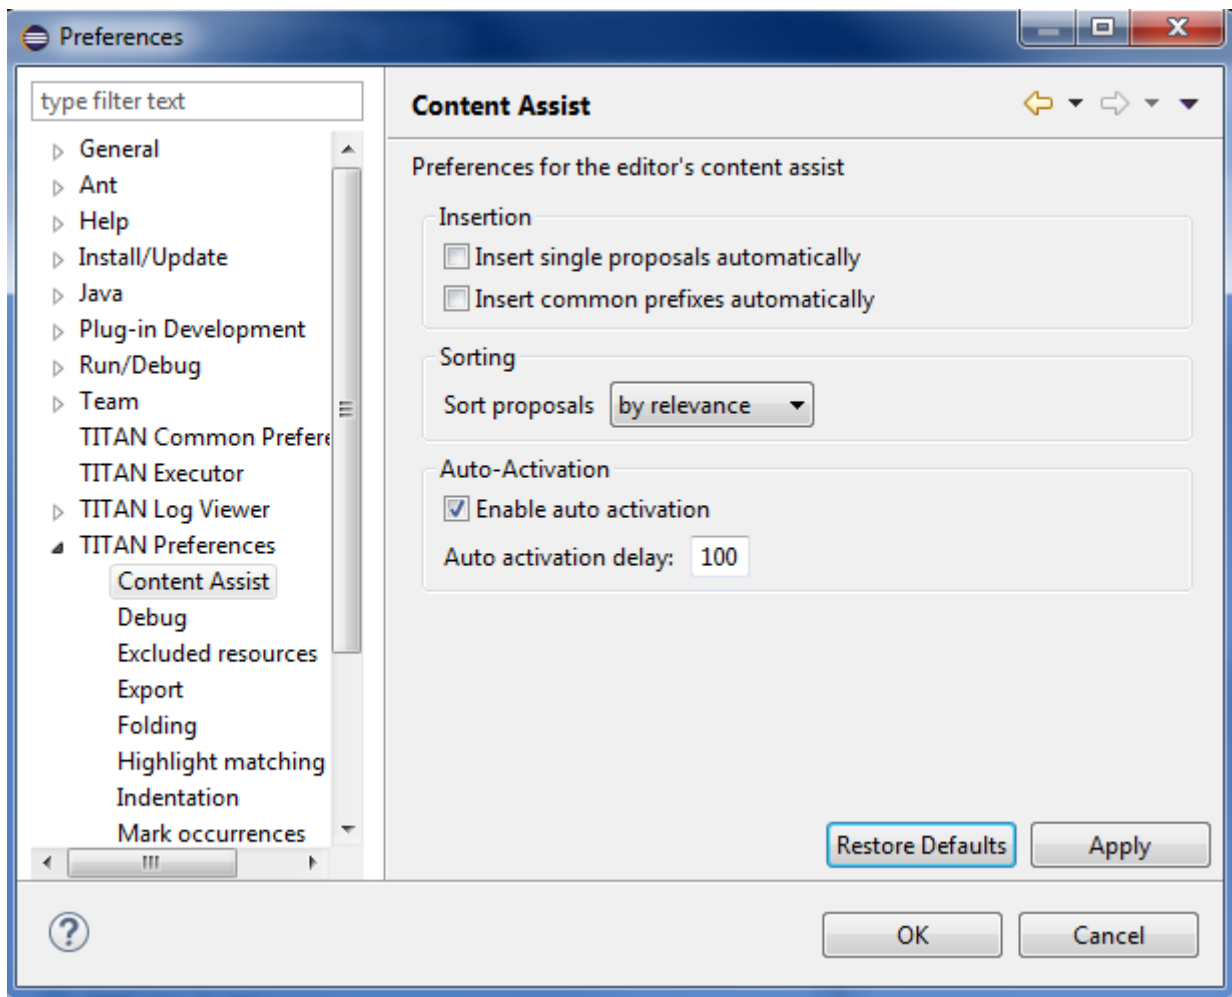 Preferences
type filter text
General
Ant
Help
Install/Update
Java
Plug-in Development
Run/Debug
Team
TITAN Common Prefere
TITAN Executor
TITAN Log Viewer
TITAN Preferences
Content Assist
Debug
Excluded resources
Export
Folding
Highlight matching
Indentation
Mark occurrences
Content Assist
Preferences for the editor's content assist
Insertion
Insert single proposals automatically
Insert common prefixes automatically
Sorting
Sort proposals by relevance
Auto-Activation
Enable auto activation
Auto activation delay: 100
Restore Defaults Apply
OK Cancel